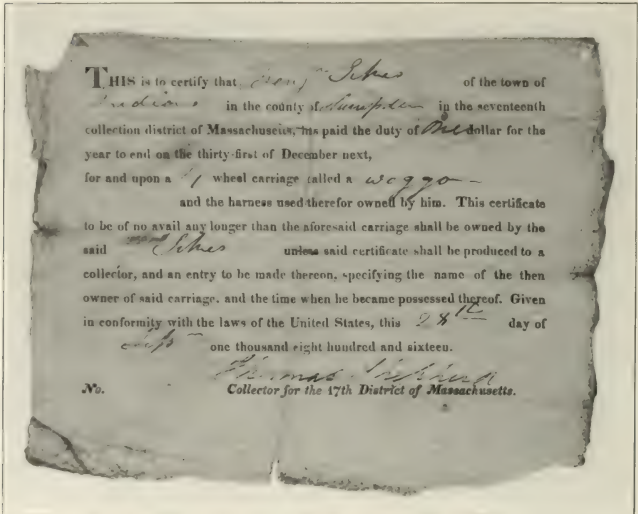 THIS is to certify that Benj Sikes of the town of
in the county of Hampden in the seventeenth
collection district of Massachusetts, has paid the duty of One dollar for the
year to end on the thirty-first of December next,
for and upon a 4 wheel carriage called a waggo
and the harness used therefor owned by him. This certificate
to be of no avail any longer than the aforesaid carriage shall be owned by the
said Sikes unless said certificate shall be produced to a
collector, and an entry to be made thereon, specifying the name of the then
owner of said carriage, and the time when he became possessed thereof. Given
in conformity with the laws of the United States, this 28th day of
one thousand eight hundred and sixteen.
Thomas Shepherd
No. Collector for the 17th District of Massachusetts.